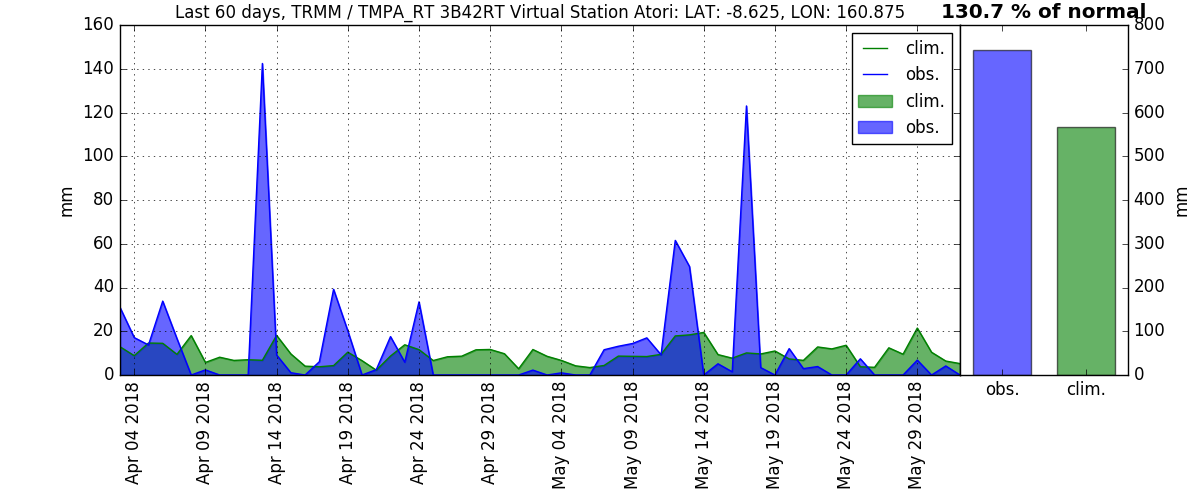 Last 60 days, TRMM / TMPA_RT 3B42RT Virtual Station Atori: LAT: -8.625, LON: 160.875
130.7 % of normal
160
140
120
100
80
60
40
20
0
mm
clim.
obs.
clim.
obs.
800
700
600
500
400
300
200
100
0
mm
Apr 04 2018
Apr 09 2018
Apr 14 2018
Apr 19 2018
Apr 24 2018
Apr 29 2018
May 04 2018
May 09 2018
May 14 2018
May 19 2018
May 24 2018
May 29 2018
obs.
clim.